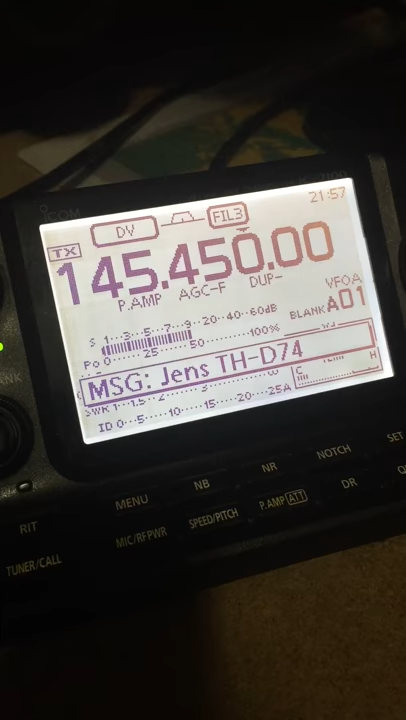 ICOM IC-7100
21:57
DV FIL3
TX
145.450.00
P.AMP AGC-F DUP- VFOA
BLANK A01
S 1···3···5···7···9··20··40··60dB
Po 0 25 50 100%
MSG: Jens TH-D74
SWR 1··1.5··2 3
C H
ID 0···5····10····15····20···25A
MENU NB NR NOTCH SET
RIT MIC/RF PWR SPEED/PITCH P.AMP ATT DR
TUNER/CALL